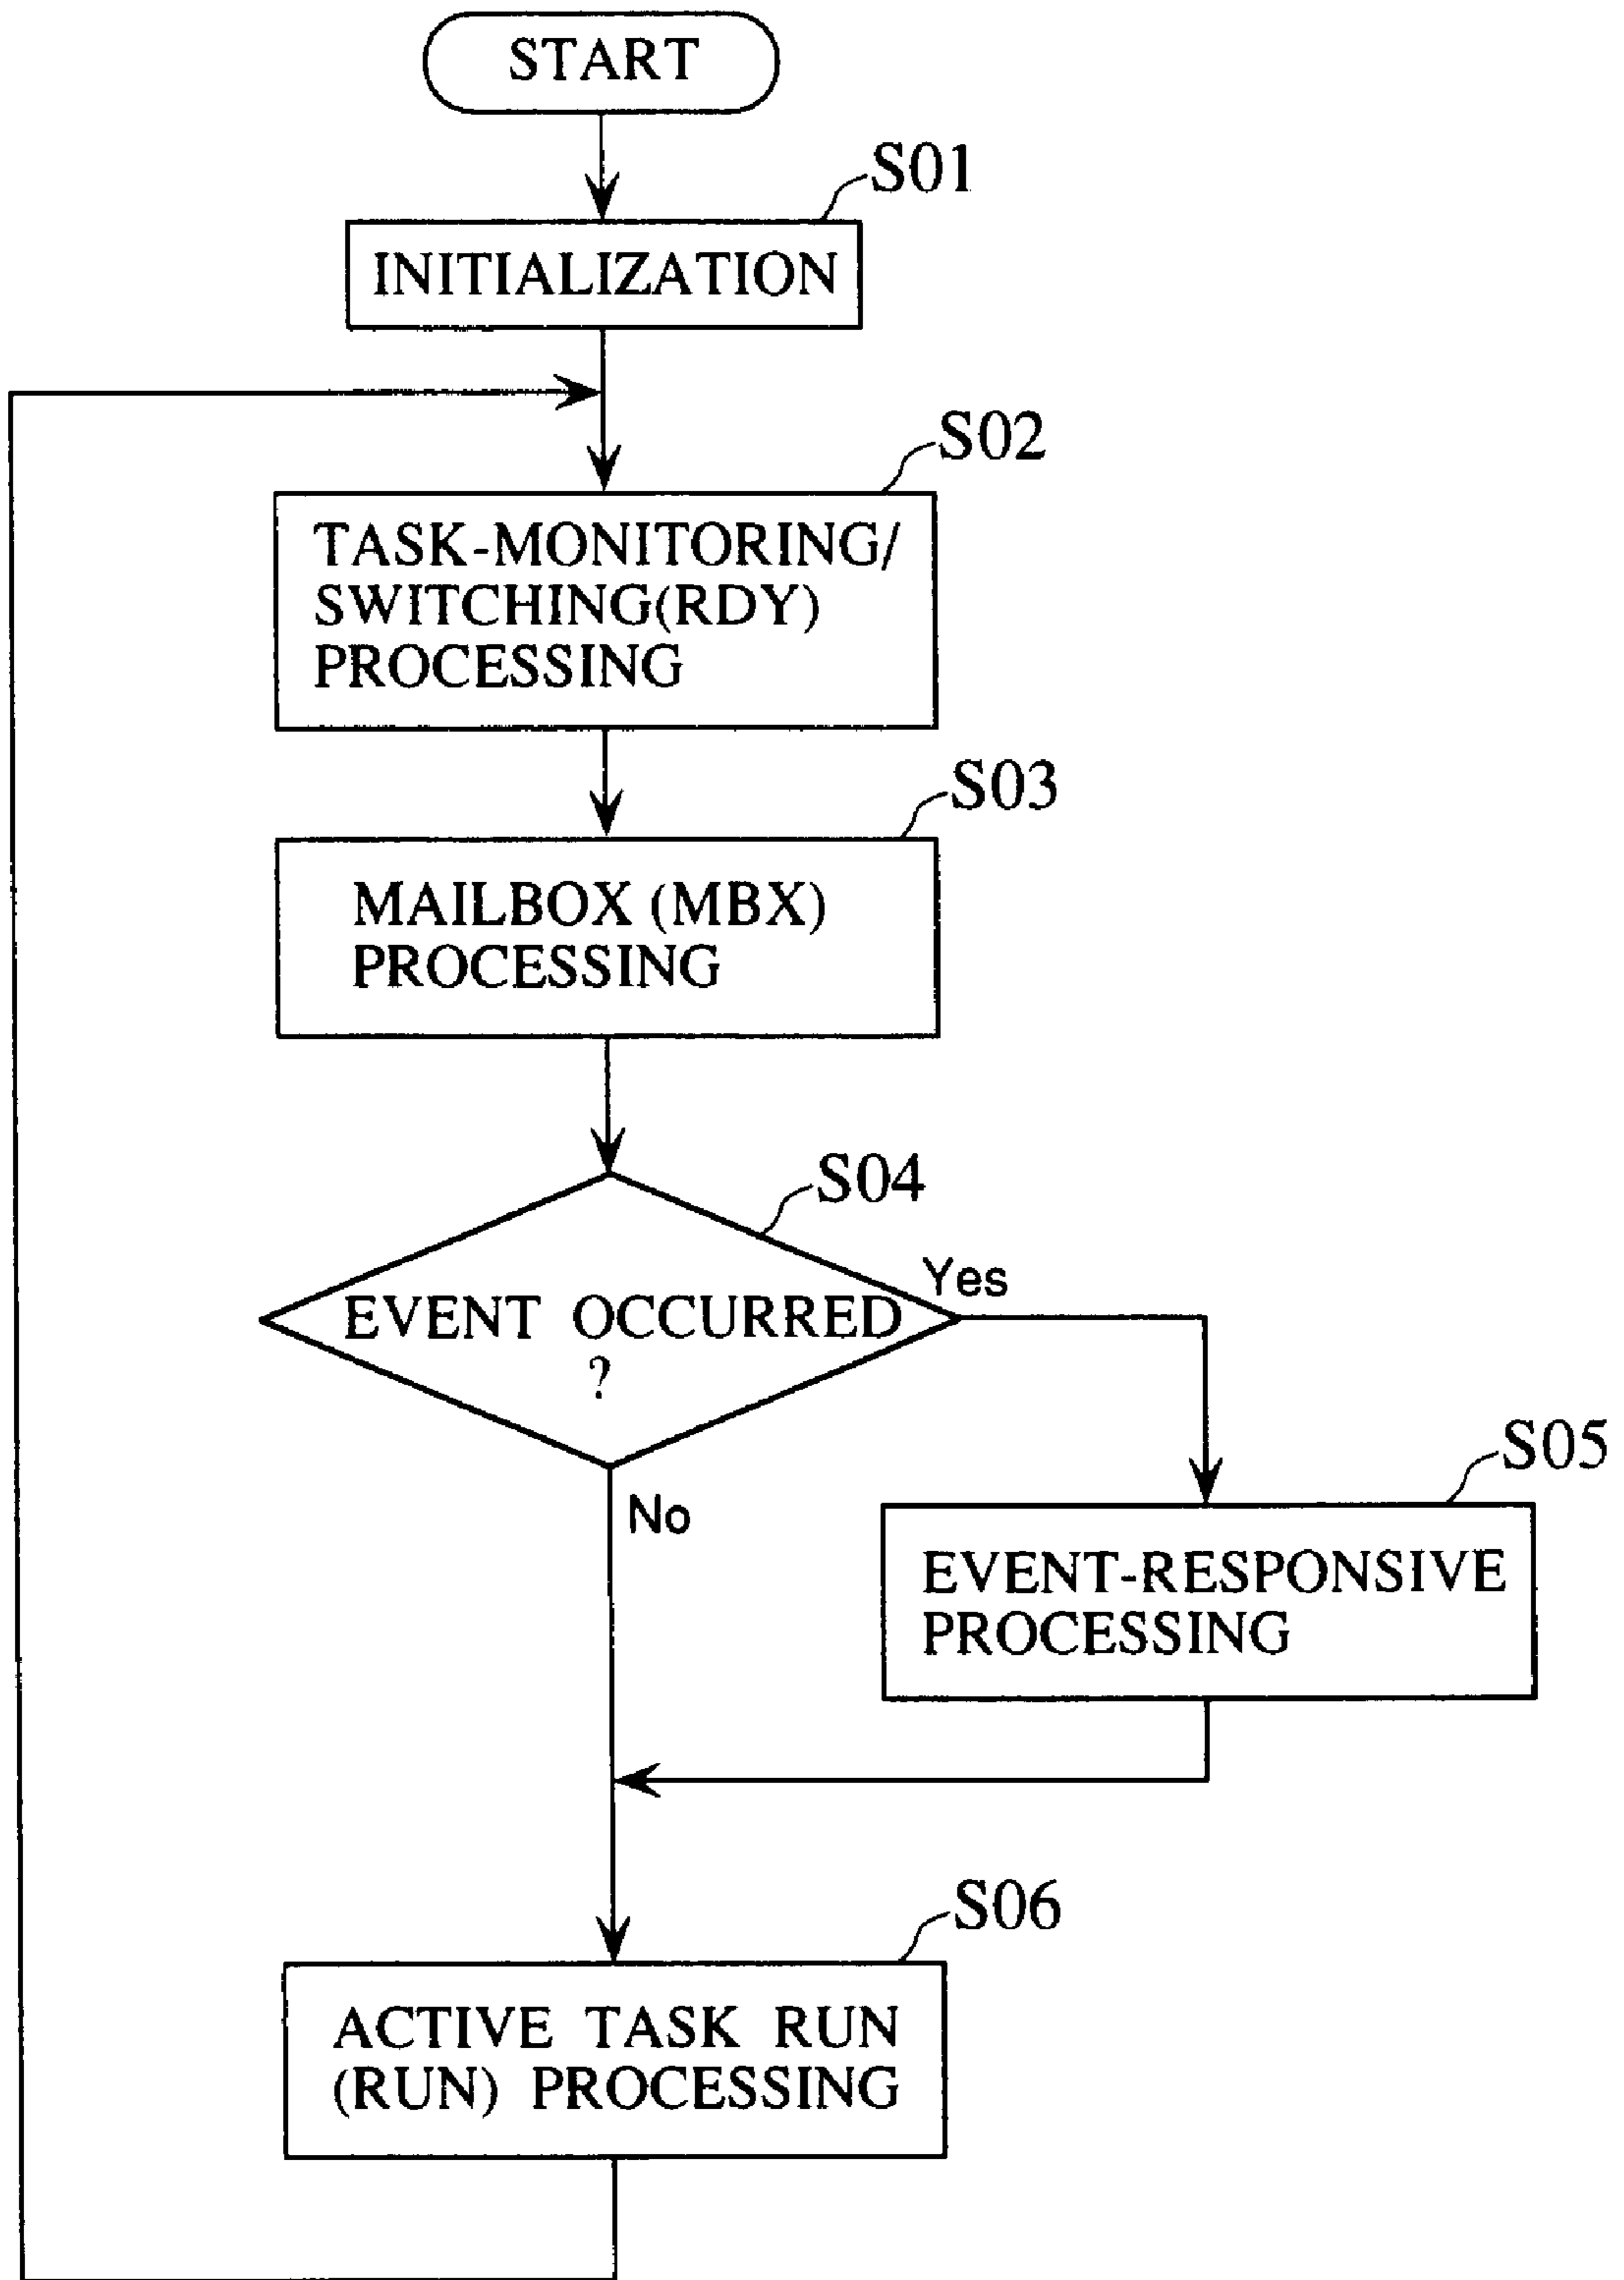 START
S01
INITIALIZATION
S02
TASK-MONITORING/
SWITCHING(RDY)
PROCESSING
S03
MAILBOX (MBX)
PROCESSING
S04
EVENT OCCURRED
?
Yes
No
S05
EVENT-RESPONSIVE
PROCESSING
S06
ACTIVE TASK RUN
(RUN) PROCESSING